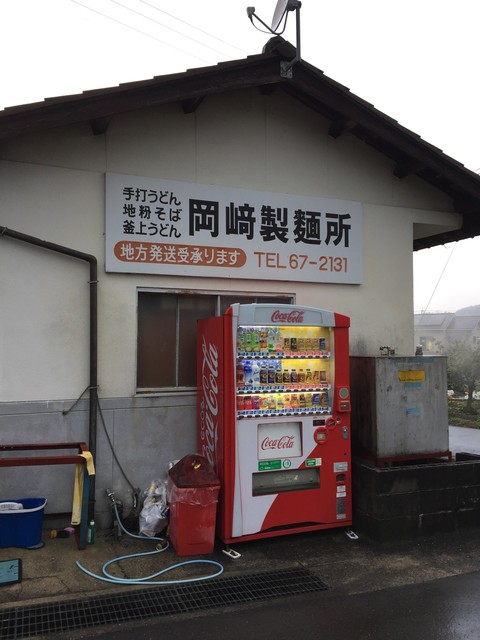 手打うどん
地粉そば
釜上うどん
岡﨑製麺所
地方発送受承ります
TEL 67-2131
Coca-Cola
Coca-Cola
Coca-Cola